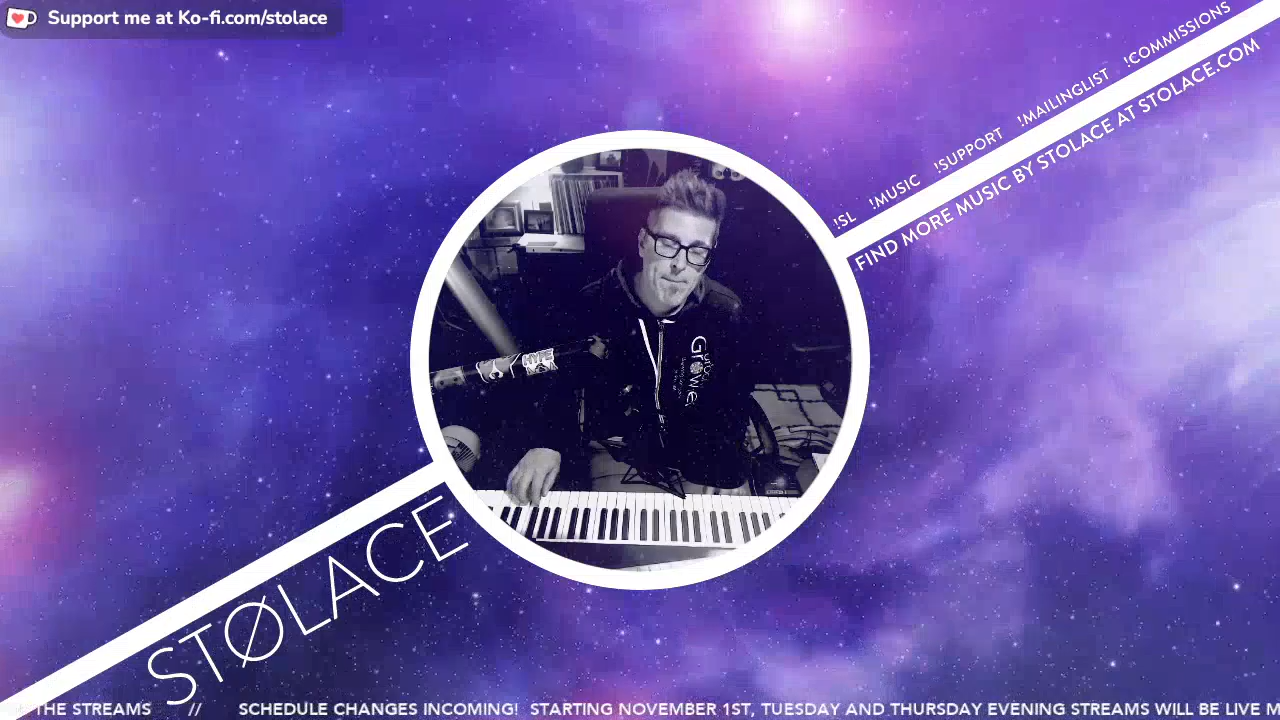 Support me at Ko-fi.com/stolace
!SL !MUSIC !SUPPORT !MAILINGLIST !COMMISSIONS
FIND MORE MUSIC BY STOLACE AT STOLACE.COM
HYPE
STØLACE
THE STREAMS // SCHEDULE CHANGES INCOMING! STARTING NOVEMBER 1ST, TUESDAY AND THURSDAY EVENING STREAMS WILL BE LIVE M